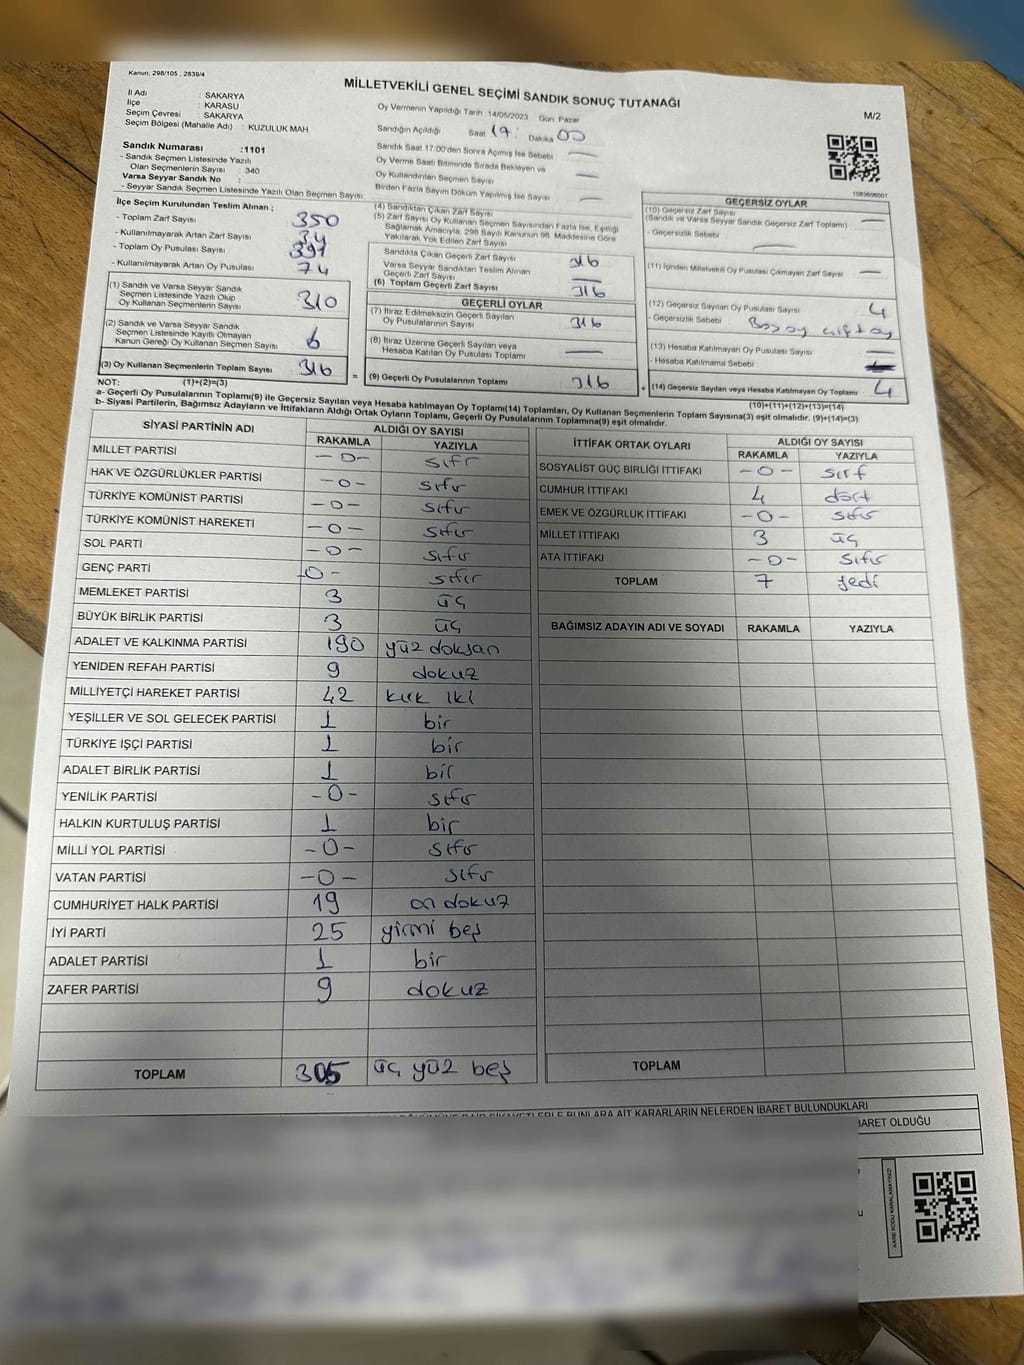 Kanun: 298/105 , 2839/4
MİLLETVEKİLİ GENEL SEÇİMİ SANDIK SONUÇ TUTANAĞI
M/2
İl Adı : SAKARYA
İlçe : KARASU
Seçim Çevresi : SAKARYA
Seçim Bölgesi (Mahalle Adı) : KUZULUK MAH.
Oy Vermenin Yapıldığı Tarih :14/05/2023 Gün: Pazar
Sandığın Açıldığı Saat 17: Dakika 00
Sandık Saat 17:00'den Sonra Açılmış İse Sebebi —
Oy Verme Saati Bitiminde Sırada Bekleyen ve
Oy Kullandırılan Seçmen Sayısı —
Birden Fazla Sayım Döküm Yapılmış İse Sayısı —
Sandık Numarası :1101
- Sandık Seçmen Listesinde Yazılı
Olan Seçmenlerin Sayısı : 340
Varsa Seyyar Sandık No :
- Seyyar Sandık Seçmen Listesinde Yazılı Olan Seçmen Sayısı:
İlçe Seçim Kurulundan Teslim Alınan ;
- Toplam Zarf Sayısı 350
- Kullanılmayarak Artan Zarf Sayısı 34
- Toplam Oy Pusulası Sayısı
- Kullanılmayarak Artan Oy Pusulası 74
(1) Sandık ve Varsa Seyyar Sandık
Seçmen Listesinde Yazılı Olup
Oy Kullanan Seçmenlerin Sayısı 310
(2) Sandık ve Varsa Seyyar Sandık
Seçmen Listesinde Kayıtlı Olmayan
Kanun Gereği Oy Kullanan Seçmen Sayısı 6
(3) Oy Kullanan Seçmenlerin Toplam Sayısı 316
(4) Sandıktan Çıkan Zarf Sayısı
(5) Zarf Sayısı Oy Kullanan Seçmen Sayısından Fazla İse, Eşitliği
Sağlamak Amacıyla, 298 Sayılı Kanunun 98. Maddesine Göre
Yakılarak Yok Edilen Zarf Sayısı
Sandıkta Çıkan Geçerli Zarf Sayısı 316
Varsa Seyyar Sandıktan Teslim Alınan
Geçerli Zarf Sayısı —
(6) Toplam Geçerli Zarf Sayısı 316
GEÇERLİ OYLAR
(7) İtiraz Edilmeksizin Geçerli Sayılan
Oy Pusulalarının Sayısı 316
(8) İtiraz Üzerine Geçerli Sayılan veya
Hesaba Katılan Oy Pusulası Toplamı —
= (9) Geçerli Oy Pusulalarının Toplamı 316 +
1083606001
GEÇERSİZ OYLAR
(10) Geçersiz Zarf Sayısı
(Sandık ve Varsa Seyyar Sandık Geçersiz Zarf Toplamı) —
- Geçersizlik Sebebi —
(11) İçinden Milletvekili Oy Pusulası Çıkmayan Zarf Sayısı —
(12) Geçersiz Sayılan Oy Pusulası Sayısı 4
- Geçersizlik Sebebi Boş oy çift oy
(13) Hesaba Katılmayan Oy Pusulası Sayısı —
- Hesaba Katılmama Sebebi
(14) Geçersiz Sayılan veya Hesaba Katılmayan Oy Toplamı 4
NOT: (1)+(2)=(3)
(10)+(11)+(12)+(13)=(14)
a- Geçerli Oy Pusulalarının Toplamı(9) ile Geçersiz Sayılan veya Hesaba katılmayan Oy Toplamı(14) Toplamları, Oy Kullanan Seçmenlerin Toplam Sayısına(3) eşit olmalıdır. (9)+(14)=(3)
b- Siyasi Partilerin, Bağımsız Adayların ve İttifakların Aldığı Ortak Oyların Toplamı, Geçerli Oy Pusulalarının Toplamına(9) eşit olmalıdır.
SİYASİ PARTİNİN ADI ALDIĞI OY SAYISI
RAKAMLA YAZIYLA
MİLLET PARTİSİ -0- sıfr
HAK VE ÖZGÜRLÜKLER PARTİSİ -0- sıfır
TÜRKİYE KOMÜNİST PARTİSİ -0- sıfır
TÜRKİYE KOMÜNİST HAREKETİ -0- sıfır
SOL PARTİ -0- sıfır
GENÇ PARTİ -0- sıfır
MEMLEKET PARTİSİ 3 üç
BÜYÜK BİRLİK PARTİSİ 3 üç
ADALET VE KALKINMA PARTİSİ 190 yüz doksan
YENİDEN REFAH PARTİSİ 9 dokuz
MİLLİYETÇİ HAREKET PARTİSİ 42 kırk iki
YEŞİLLER VE SOL GELECEK PARTİSİ 1 bir
TÜRKİYE İŞÇİ PARTİSİ 1 bir
ADALET BİRLİK PARTİSİ 1 bir
YENİLİK PARTİSİ -0- sıfır
HALKIN KURTULUŞ PARTİSİ 1 bir
MİLLİ YOL PARTİSİ -0- sıfır
VATAN PARTİSİ -0- sıfır
CUMHURİYET HALK PARTİSİ 19 on dokuz
İYİ PARTİ 25 yirmi beş
ADALET PARTİSİ 1 bir
ZAFER PARTİSİ 9 dokuz
TOPLAM 305 üç yüz beş
İTTİFAK ORTAK OYLARI ALDIĞI OY SAYISI
RAKAMLA YAZIYLA
SOSYALİST GÜÇ BİRLİĞİ İTTİFAKI -0- sırf
CUMHUR İTTİFAKI 4 dört
EMEK VE ÖZGÜRLÜK İTTİFAKI -0- sıfır
MİLLET İTTİFAKI 3 üç
ATA İTTİFAKI -0- sıfır
TOPLAM 7 yedi
BAĞIMSIZ ADAYIN ADI VE SOYADI RAKAMLA YAZIYLA
TOPLAM
DÖKÜMÜNE DAİR ŞİKAYETLERLE BUNLARA AİT KARARLARIN NELERDEN İBARET BULUNDUKLARI
İBARET OLDUĞU
KARE KODU KARALAMAYINIZ!